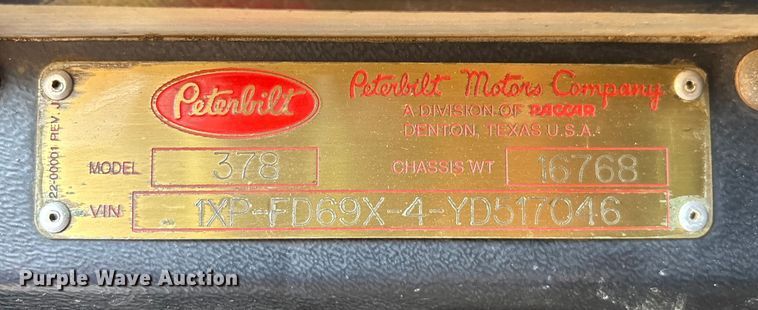 22-00001 REV. J
Peterbilt
Peterbilt Motors Company
A DIVISION OF PACCAR
DENTON, TEXAS U.S.A.
MODEL 378 CHASSIS WT 16768
VIN 1XP-FD69X-4-YD517046
Purple Wave Auction